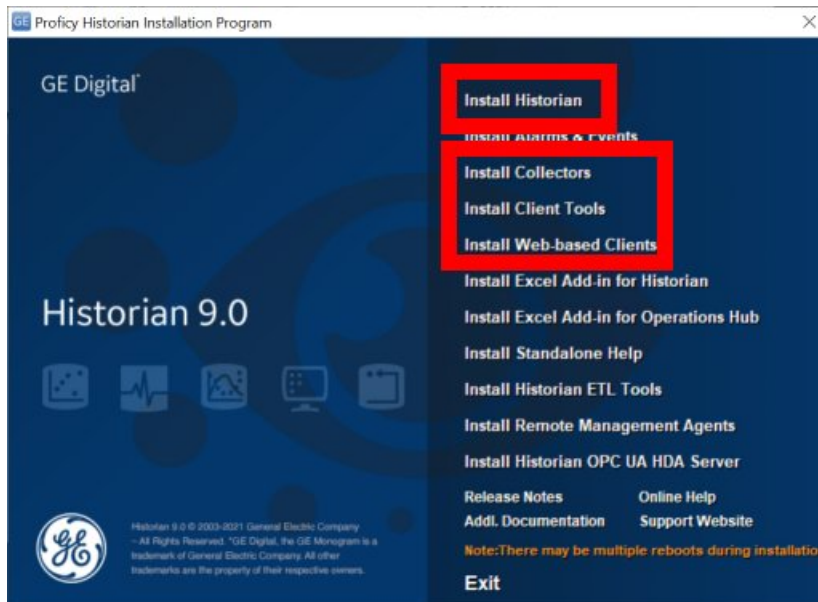 GE Proficy Historian Installation Program
GE Digital
Install Historian
Install Alarms & Events
Install Collectors
Install Client Tools
Install Web-based Clients
Install Excel Add-in for Historian
Historian 9.0
Install Excel Add-in for Operations Hub
Install Standalone Help
Install Historian ETL Tools
Install Remote Management Agents
Install Historian OPC UA HDA Server
Release Notes Online Help
Addl. Documentation Support Website
Note:There may be multiple reboots during installatio
Exit
Historian 9.0 © 2003-2021 General Electric Company
– All Rights Reserved. *GE Digital, the GE Monogram is a
trademark of General Electric Company. All other
trademarks are the property of their respective owners.